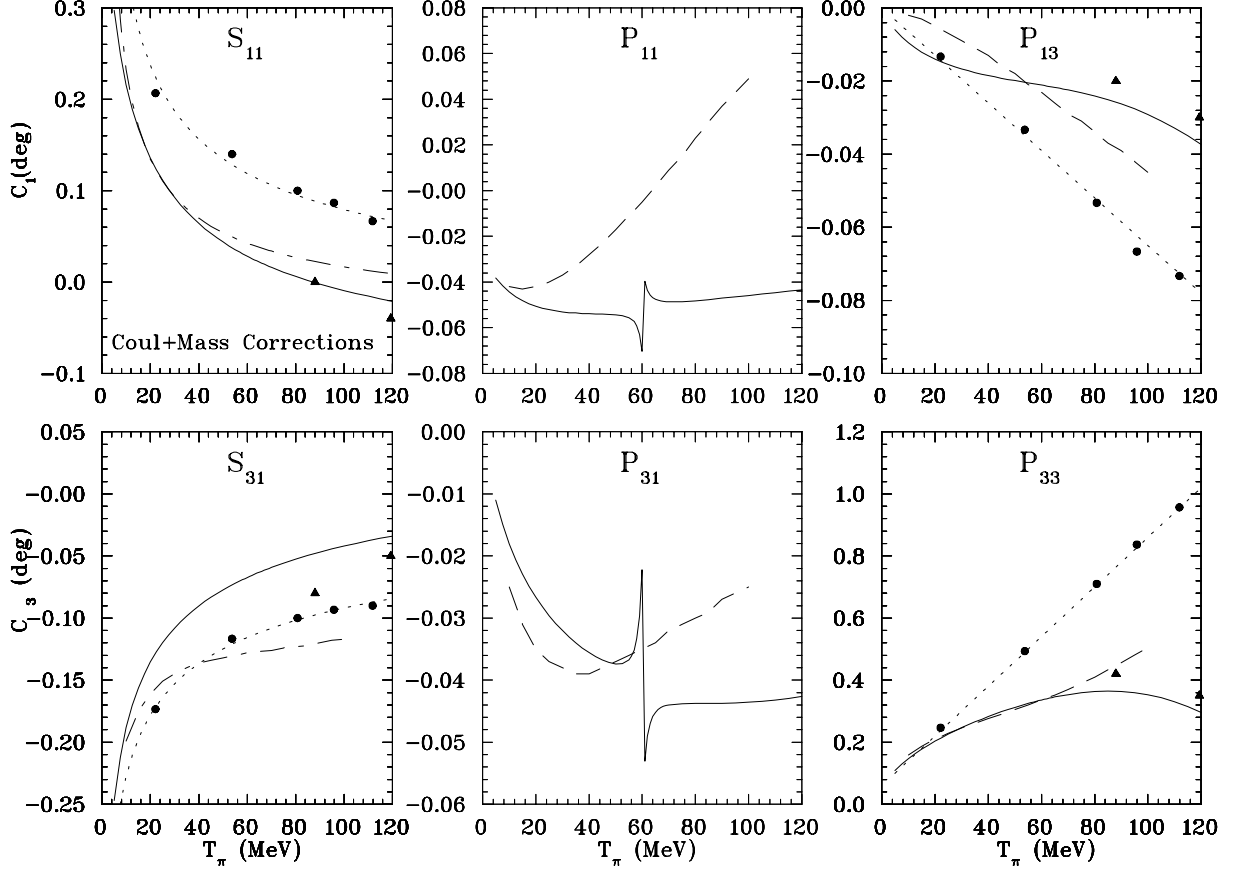 S₁₁
P₁₁
P₁₃
0.3
0.2
0.1
0.0
−0.1
C₁(deg)
Coul+Mass Corrections
0.08
0.06
0.04
0.02
−0.00
−0.02
−0.04
−0.06
−0.08
0.00
−0.02
−0.04
−0.06
−0.08
−0.10
0 20 40 60 80 100 120
0 20 40 60 80 100 120
0 20 40 60 80 100 120
S₃₁
P₃₁
P₃₃
0.05
−0.00
−0.05
−0.10
−0.15
−0.20
−0.25
C₃ (deg)
0.00
−0.01
−0.02
−0.03
−0.04
−0.05
−0.06
1.2
1.0
0.8
0.6
0.4
0.2
0.0
0 20 40 60 80 100 120
0 20 40 60 80 100 120
0 20 40 60 80 100 120
T_π (MeV)
T_π (MeV)
T_π (MeV)